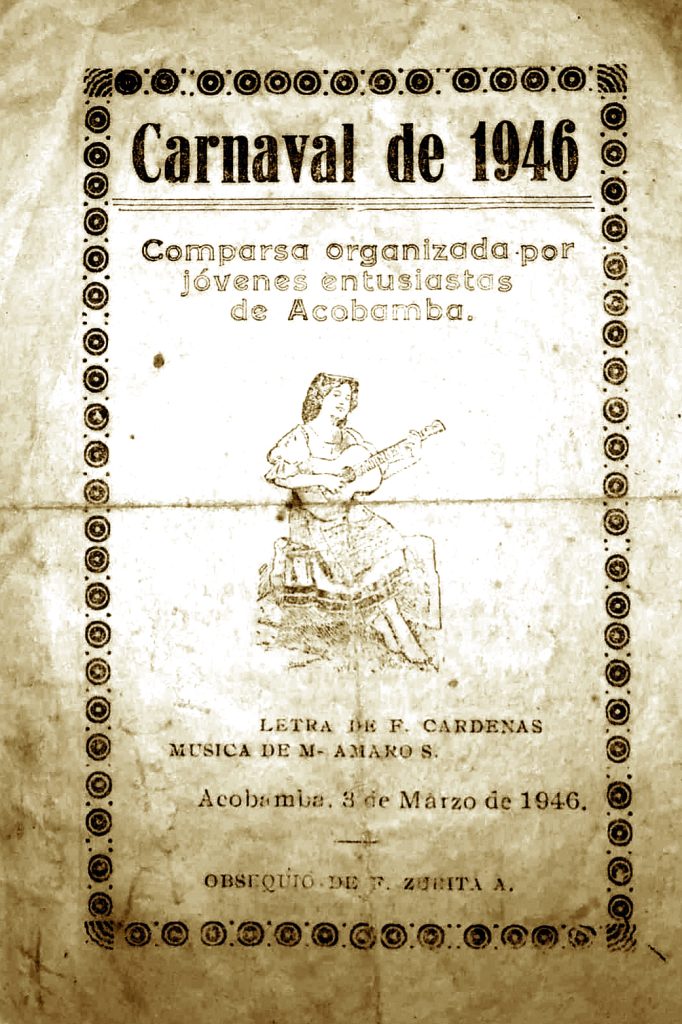 Carnaval de 1946
Comparsa organizada por
jóvenes entusiastas
de Acobamba.
LETRA DE F. CARDENAS
MUSICA DE M- AMARO S.
Acobamba, 3 de Marzo de 1946.
OBSEQUIO DE F. ZURITA A.